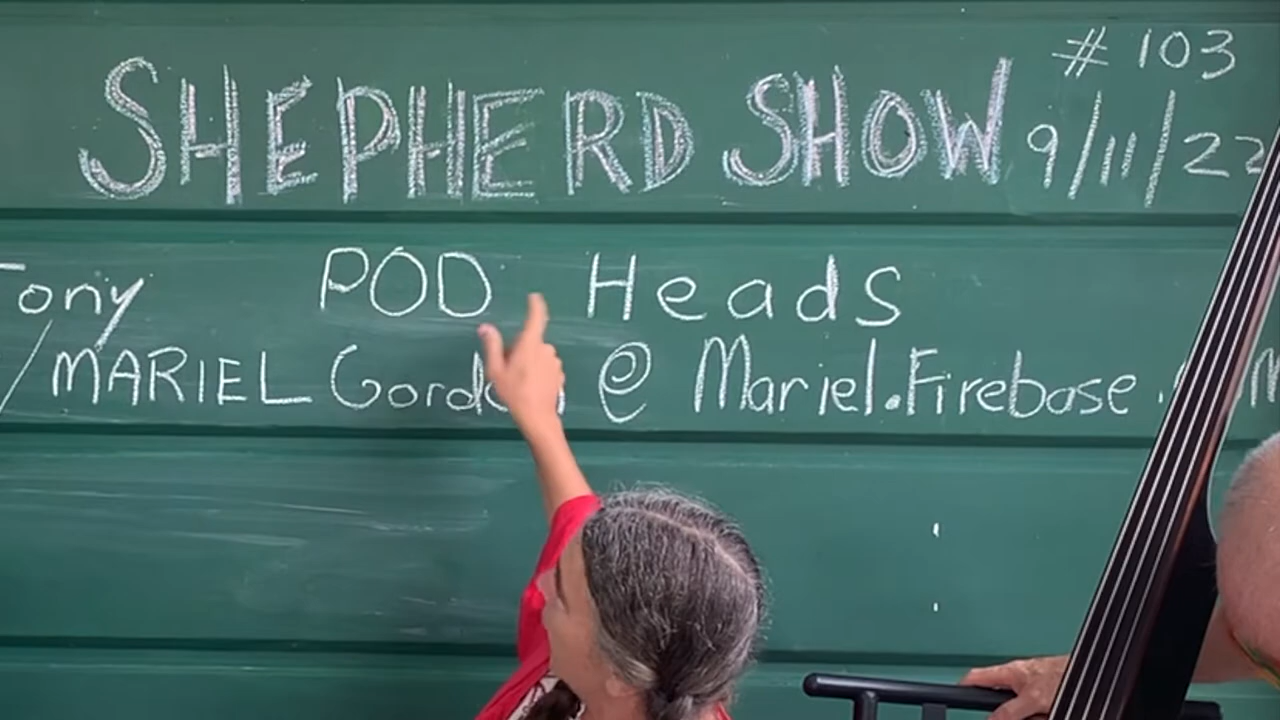 SHEPHERD SHOW
# 103
9/11/22
Tony POD Heads
/MARIEL @ Mariel.Firebase.